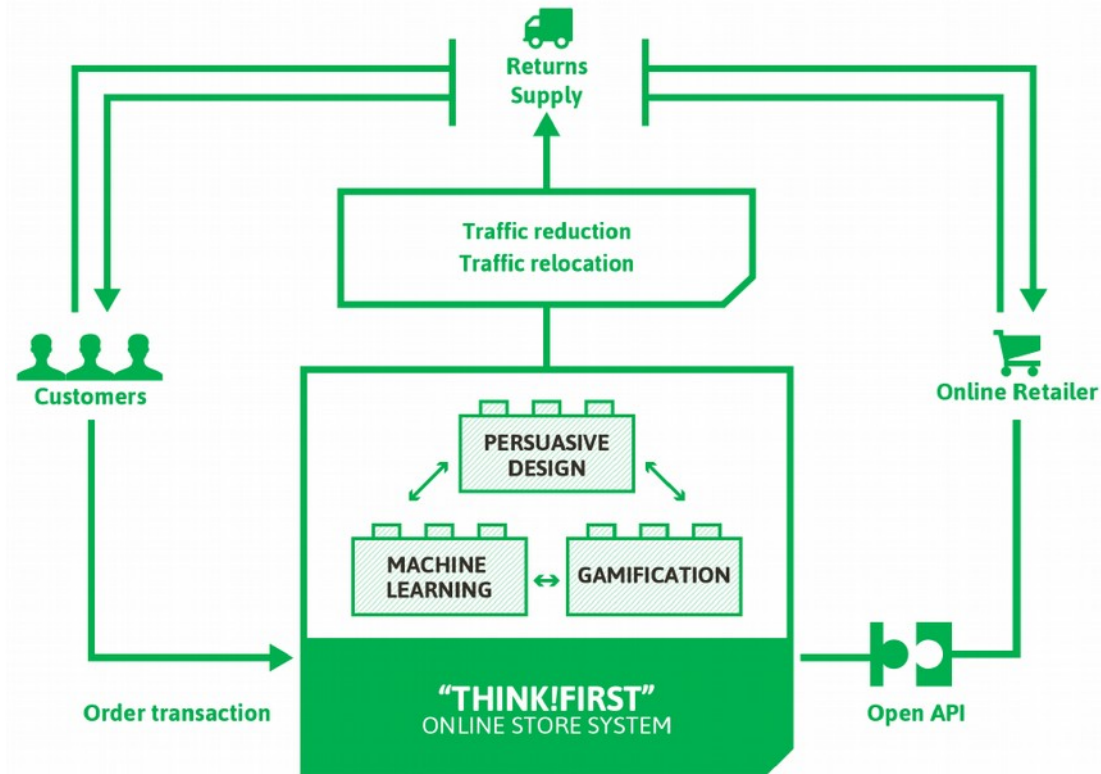 Returns
Supply
Traffic reduction
Traffic relocation
Customers
Online Retailer
PERSUASIVE
DESIGN
MACHINE
LEARNING
GAMIFICATION
Order transaction
“THINK!FIRST”
ONLINE STORE SYSTEM
Open API